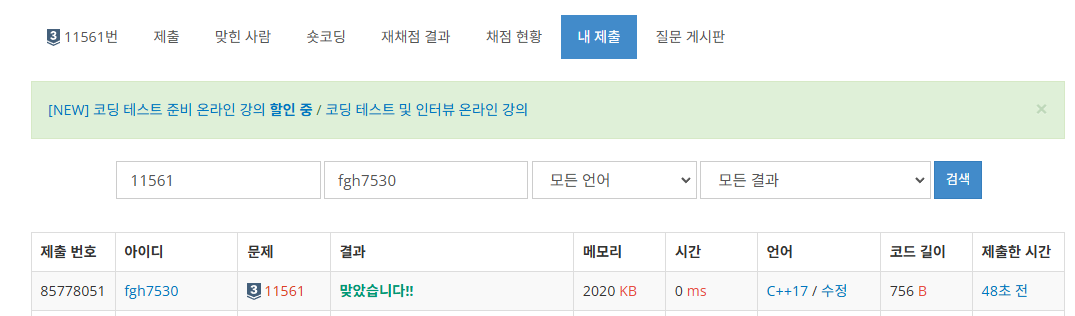 3 11561번 제출 맞힌 사람 숏코딩 재채점 결과 채점 현황 내 제출 질문 게시판
[NEW] 코딩 테스트 준비 온라인 강의 할인 중 / 코딩 테스트 및 인터뷰 온라인 강의 ×
11561 fgh7530 모든 언어 모든 결과 검색
제출 번호 아이디 문제 결과 메모리 시간 언어 코드 길이 제출한 시간
85778051 fgh7530 3 11561 맞았습니다!! 2020 KB 0 ms C++17 / 수정 756 B 48초 전